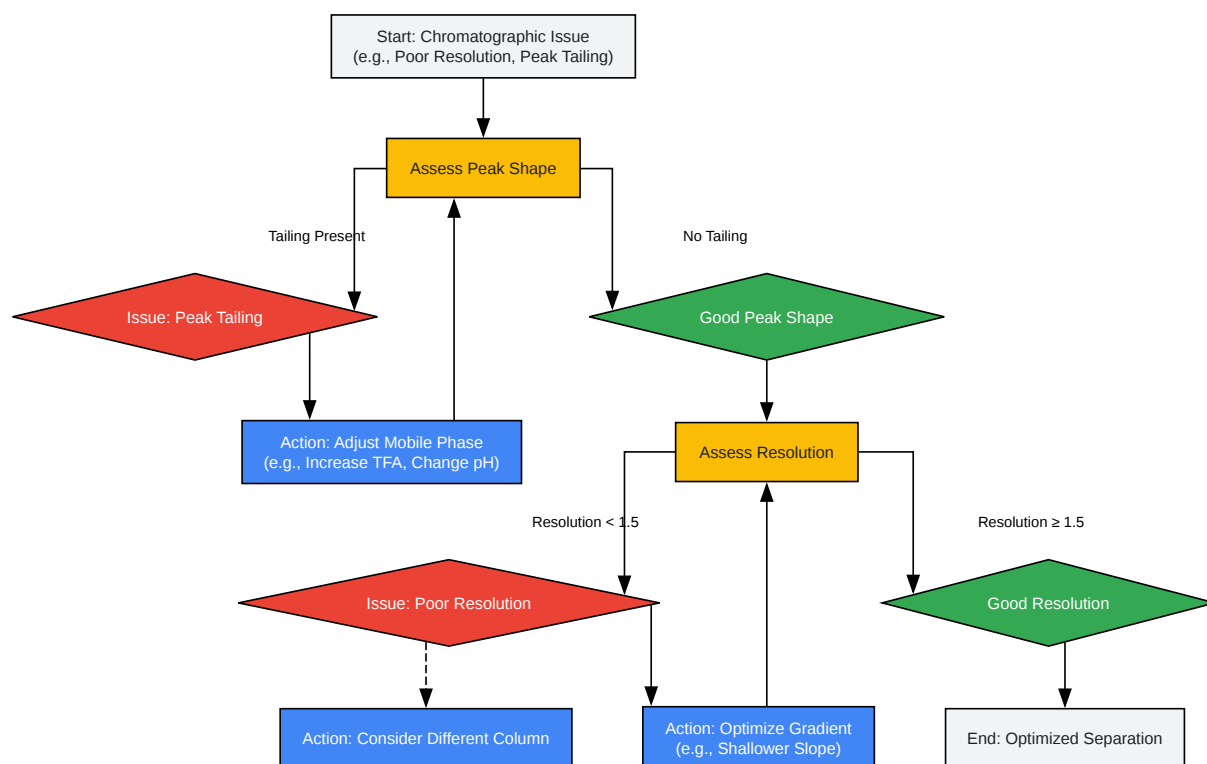 Start: Chromatographic Issue
(e.g., Poor Resolution, Peak Tailing)
Assess Peak Shape
Tailing Present
No Tailing
Issue: Peak Tailing
Good Peak Shape
Action: Adjust Mobile Phase
(e.g., Increase TFA, Change pH)
Assess Resolution
Resolution < 1.5
Resolution ≥ 1.5
Issue: Poor Resolution
Good Resolution
Action: Consider Different Column
Action: Optimize Gradient
(e.g., Shallower Slope)
End: Optimized Separation